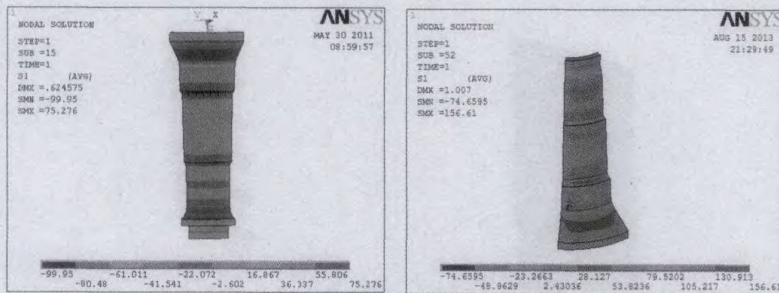 1
NODAL SOLUTION
STEP=1
SUB =15
TIME=1
S1 (AVG)
DMX =.624575
SMN =-99.95
SMX =75.276
Y X
ANSYS
MAY 30 2011
08:59:57
-99.95 -61.011 -22.072 16.867 55.806
-80.48 -41.541 -2.602 36.337 75.276
1
NODAL SOLUTION
STEP=1
SUB =52
TIME=1
S1 (AVG)
DMX =1.007
SMN =-74.6595
SMX =156.61
ANSYS
AUG 15 2013
21:29:49
-74.6595 -23.2663 28.127 79.5202 130.913
-48.9629 2.43036 53.8236 105.217 156.61